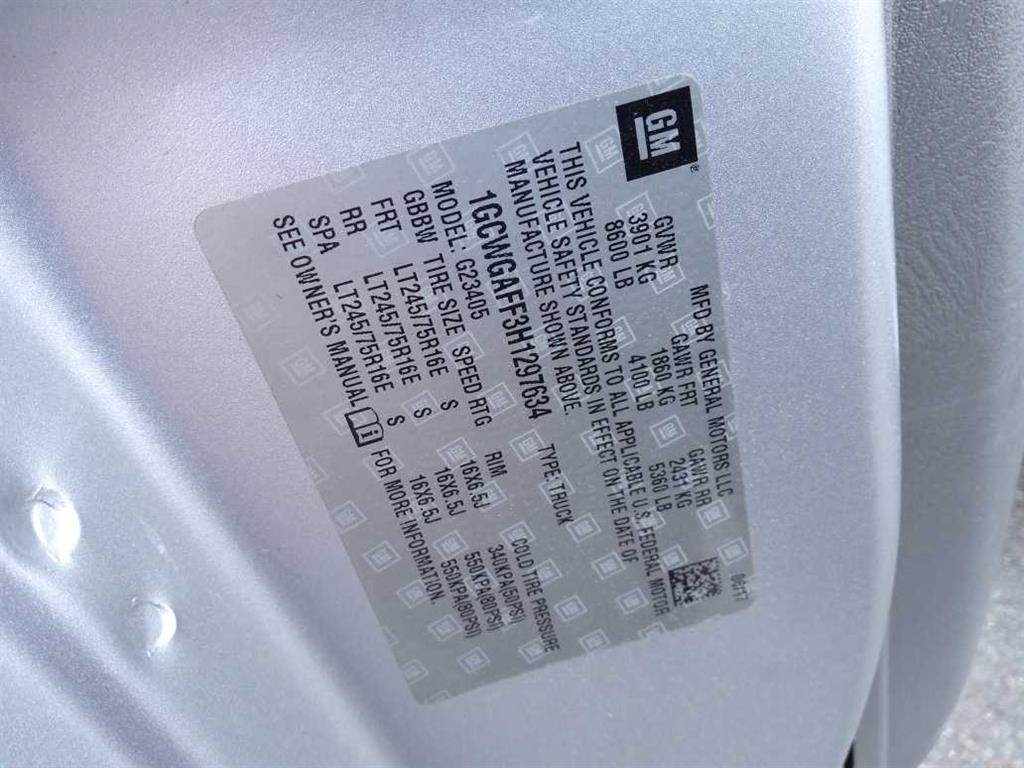 GM
MFD BY GENERAL MOTORS LLC 06/17
GVWR GAWR FRT GAWR RR
3901 KG 1860 KG 2431 KG
8600 LB 4100 LB 5360 LB
THIS VEHICLE CONFORMS TO ALL APPLICABLE U.S. FEDERAL MOTOR
VEHICLE SAFETY STANDARDS IN EFFECT ON THE DATE OF
MANUFACTURE SHOWN ABOVE.
1GCWGAFF3H1297634 TYPE: TRUCK
MODEL: G23405
GBBW TIRE SIZE SPEED RTG RIM COLD TIRE PRESSURE
FRT LT245/75R16E S 16X6.5J 340KPA(50PSI)
RR LT245/75R16E S 16X6.5J 550KPA(80PSI)
SPA LT245/75R16E S 16X6.5J 550KPA(80PSI)
SEE OWNER'S MANUAL FOR MORE INFORMATION.